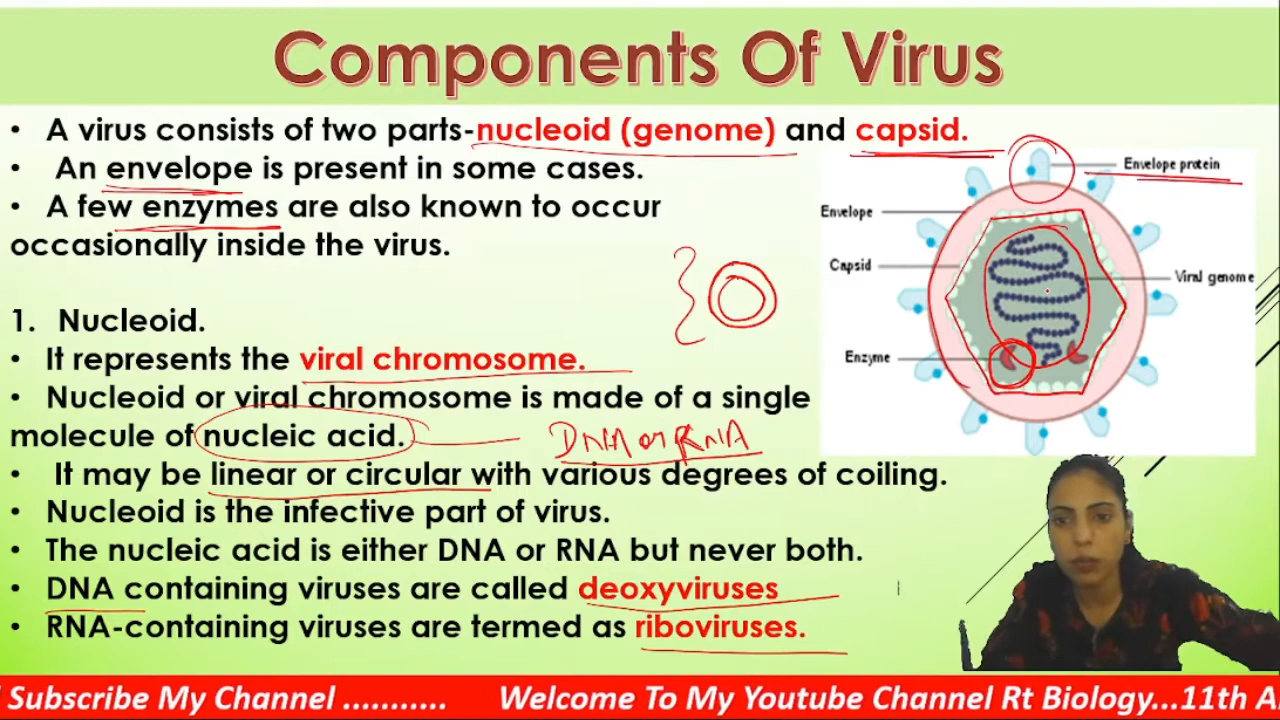 Components Of Virus
• A virus consists of two parts-nucleoid (genome) and capsid.
• An envelope is present in some cases.
• A few enzymes are also known to occur
occasionally inside the virus.
Envelope protein
Envelope
Capsid
Viral genome
Enzyme
1. Nucleoid.
• It represents the viral chromosome.
• Nucleoid or viral chromosome is made of a single
molecule of nucleic acid.
DNA or RNA
• It may be linear or circular with various degrees of coiling.
• Nucleoid is the infective part of virus.
• The nucleic acid is either DNA or RNA but never both.
• DNA containing viruses are called deoxyviruses
• RNA-containing viruses are termed as riboviruses.
Subscribe My Channel ........... Welcome To My Youtube Channel Rt Biology...11th A